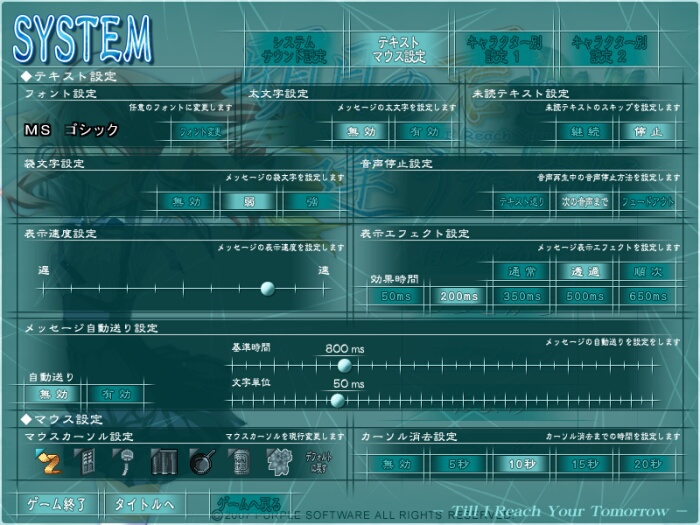 SYSTEM
システム
サウンド設定
テキスト
マウス設定
キャラクター別
設定 1
キャラクター別
設定 2
◆テキスト設定
フォント設定
任意のフォントに変更します
MS ゴシック
フォント変更
太文字設定
メッセージの太文字を設定します
無効 有効
未読テキスト設定
未読テキストのスキップを設定します
継続 停止
袋文字設定
メッセージの袋文字を設定します
無効 弱 強
音声停止設定
音声再生中の音声停止方法を設定します
テキスト送り 次の音声まで フェードアウト
表示速度設定
メッセージの表示速度を設定します
遅 速
表示エフェクト設定
メッセージ表示エフェクトを設定します
通常 透過 順次
効果時間
50ms 200ms 350ms 500ms 650ms
メッセージ自動送り設定
メッセージの自動送りを設定をします
基準時間 800 ms
文字単位 50 ms
自動送り
無効 有効
◆マウス設定
マウスカーソル設定
マウスカーソルを現行変更します
デフォルト
に戻す
カーソル消去設定
カーソル消去までの時間を設定します
無効 5秒 10秒 15秒 20秒
ゲーム終了 タイトルへ ゲームへ戻る
©2007 PURPLE SOFTWARE ALL RIGHTS RESERVED
− Till I Reach Your Tomorrow −